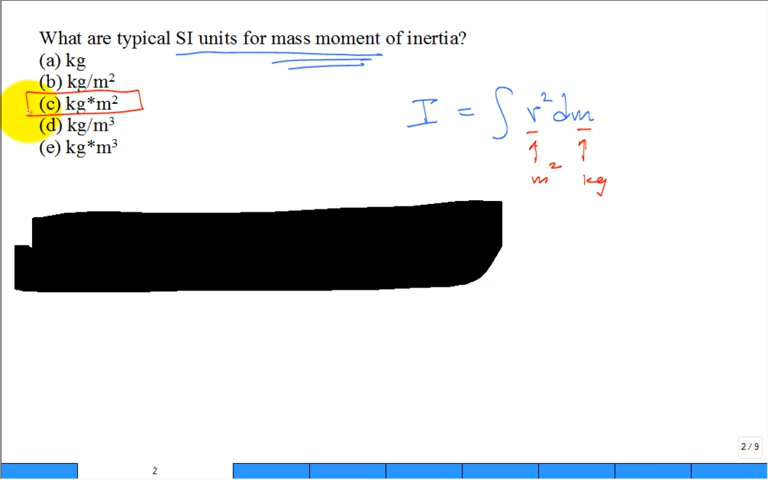 What are typical SI units for mass moment of inertia?
(a) kg
(b) kg/m²
(c) kg*m²
(d) kg/m³
(e) kg*m³
I = ∫ r² dm
m² kg
2 / 9
2